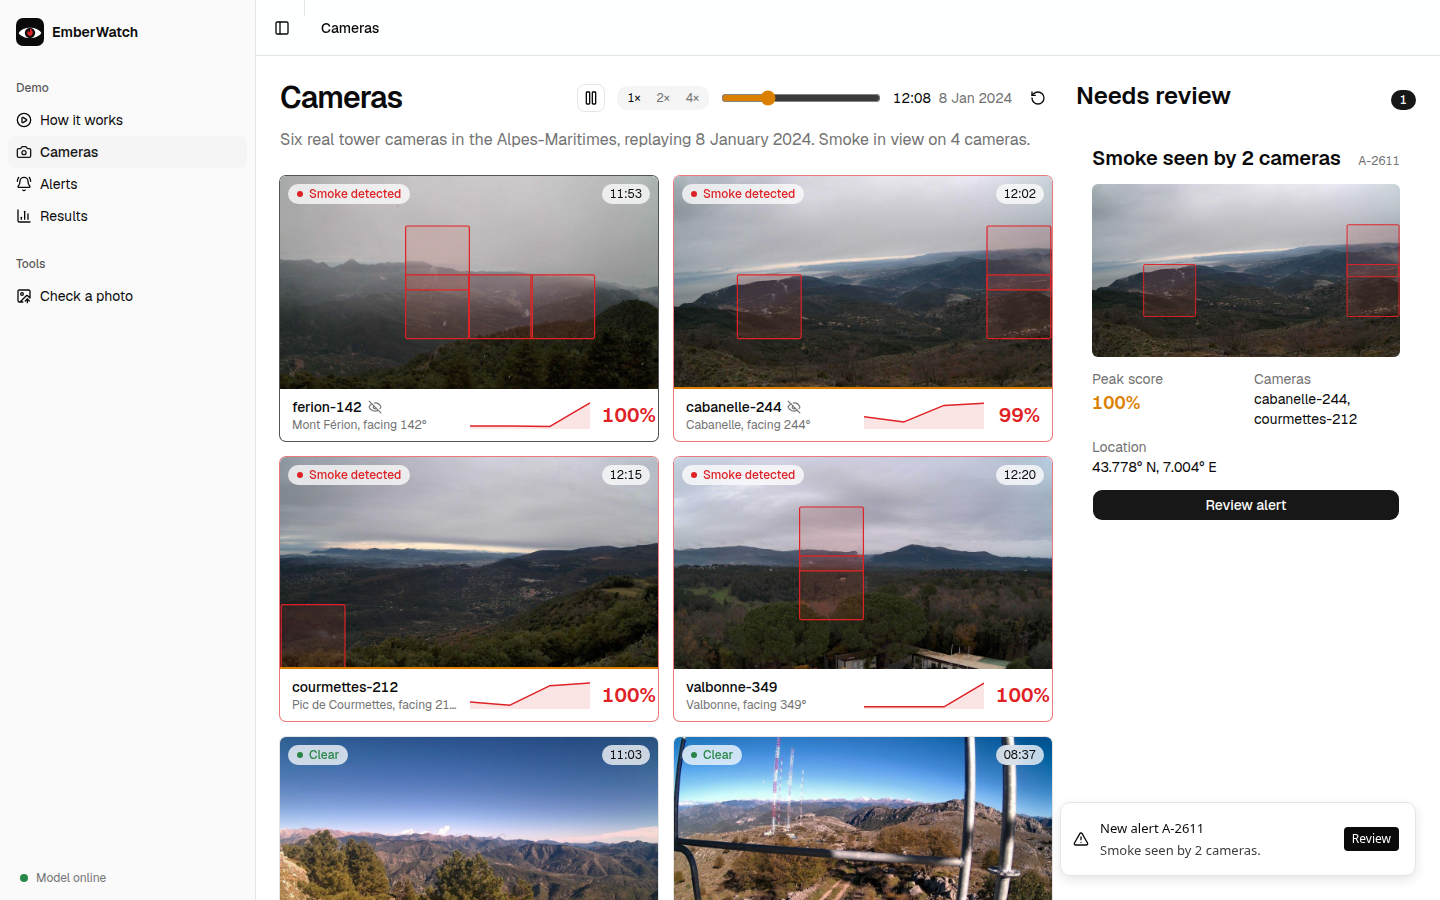 EmberWatch
Demo
How it works
Cameras
Alerts
Results
Tools
Check a photo
Model online
Cameras
Cameras
1× 2× 4×
12:08 8 Jan 2024
Six real tower cameras in the Alpes-Maritimes, replaying 8 January 2024. Smoke in view on 4 cameras.
Smoke detected 11:53
ferion-142
Mont Férion, facing 142°
100%
Smoke detected 12:02
cabanelle-244
Cabanelle, facing 244°
99%
Smoke detected 12:15
courmettes-212
Pic de Courmettes, facing 21...
100%
Smoke detected 12:20
valbonne-349
Valbonne, facing 349°
100%
Clear 11:03
Clear 08:37
Needs review 1
Smoke seen by 2 cameras A-2611
Peak score
100%
Cameras
cabanelle-244,
courmettes-212
Location
43.778° N, 7.004° E
Review alert
New alert A-2611
Smoke seen by 2 cameras.
Review